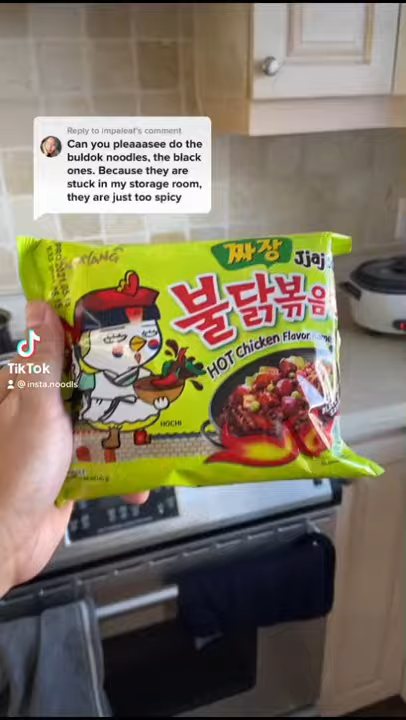 Reply to impaleaf's comment
Can you pleaaasee do the
buldok noodles, the black
ones. Because they are
stuck in my storage room,
they are just too spicy
짜장
Jjaj
불닭볶음
HOT Chicken Flavor
HOCHI
TikTok
@insta.noodls